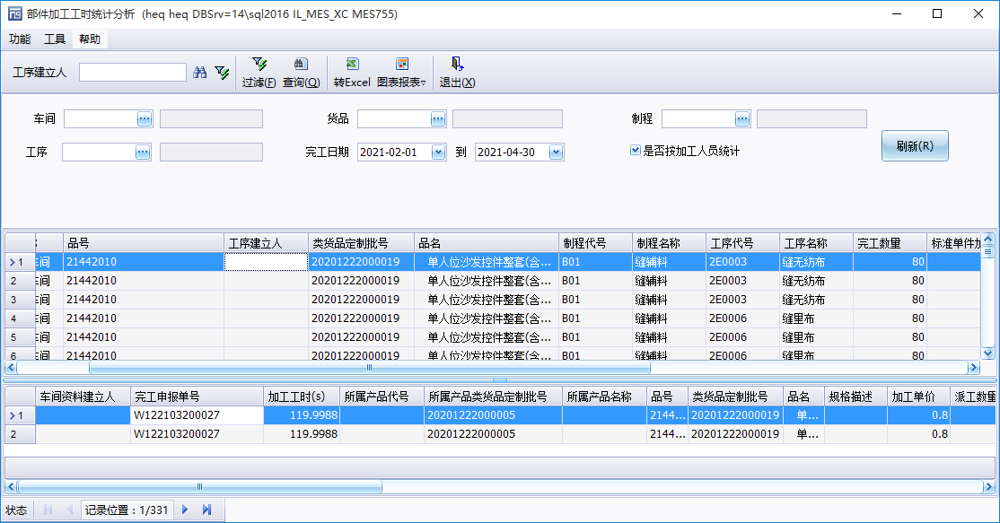 部件加工工时统计分析 (heq heq DBSrv=14\sql2016 IL_MES_XC MES755)
功能 工具 帮助
工序建立人 过滤(F) 查询(Q) 转Excel 图表报表 退出(X)
车间 货品 制程
工序 完工日期 2021-02-01 到 2021-04-30 是否按加工人员统计 刷新(R)
品号 工序建立人 类货品定制批号 品名 制程代号 制程名称 工序代号 工序名称 完工数量 标准单件加
1 车间 21442010 20201222000019 单人位沙发控件整套(含... B01 缝辅料 2E0003 缝无纺布 80
2 车间 21442010 20201222000019 单人位沙发控件整套(含... B01 缝辅料 2E0003 缝无纺布 80
3 车间 21442010 20201222000019 单人位沙发控件整套(含... B01 缝辅料 2E0003 缝无纺布 80
4 车间 21442010 20201222000019 单人位沙发控件整套(含... B01 缝辅料 2E0006 缝里布 80
5 车间 21442010 20201222000019 单人位沙发控件整套(含... B01 缝辅料 2E0006 缝里布 80
6 车间 21442010 20201222000019 单人位沙发控件整套(含... B01 缝辅料 2E0006 缝里布 80
车间资料建立人 完工申报单号 加工工时(s) 所属产品代号 所属产品类货品定制批号 所属产品名称 品号 类货品定制批号 品名 规格描述 加工单价 派工数量
1 W122103200027 119.9988 20201222000005 2144... 20201222000019 单... 0.8
2 W122103200027 119.9988 20201222000005 2144... 20201222000019 单... 0.8
状态 记录位置：1/331